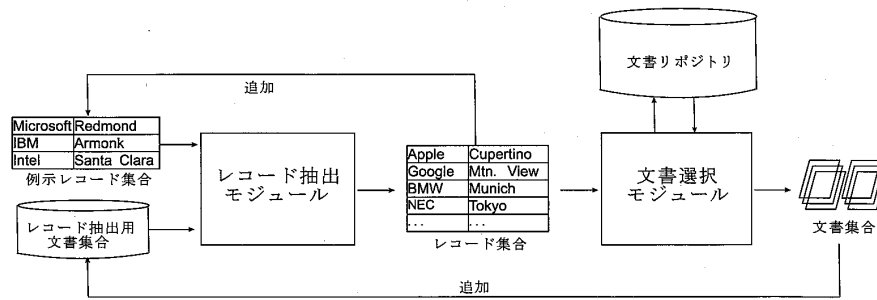 文書リポジトリ
追加
Microsoft Redmond
IBM Armonk
Intel Santa Clara
例示レコード集合
レコード抽出
モジュール
Apple Cupertino
Google Mtn. View
BMW Munich
NEC Tokyo
... ...
レコード集合
文書選択
モジュール
レコード抽出用
文書集合
文書集合
追加